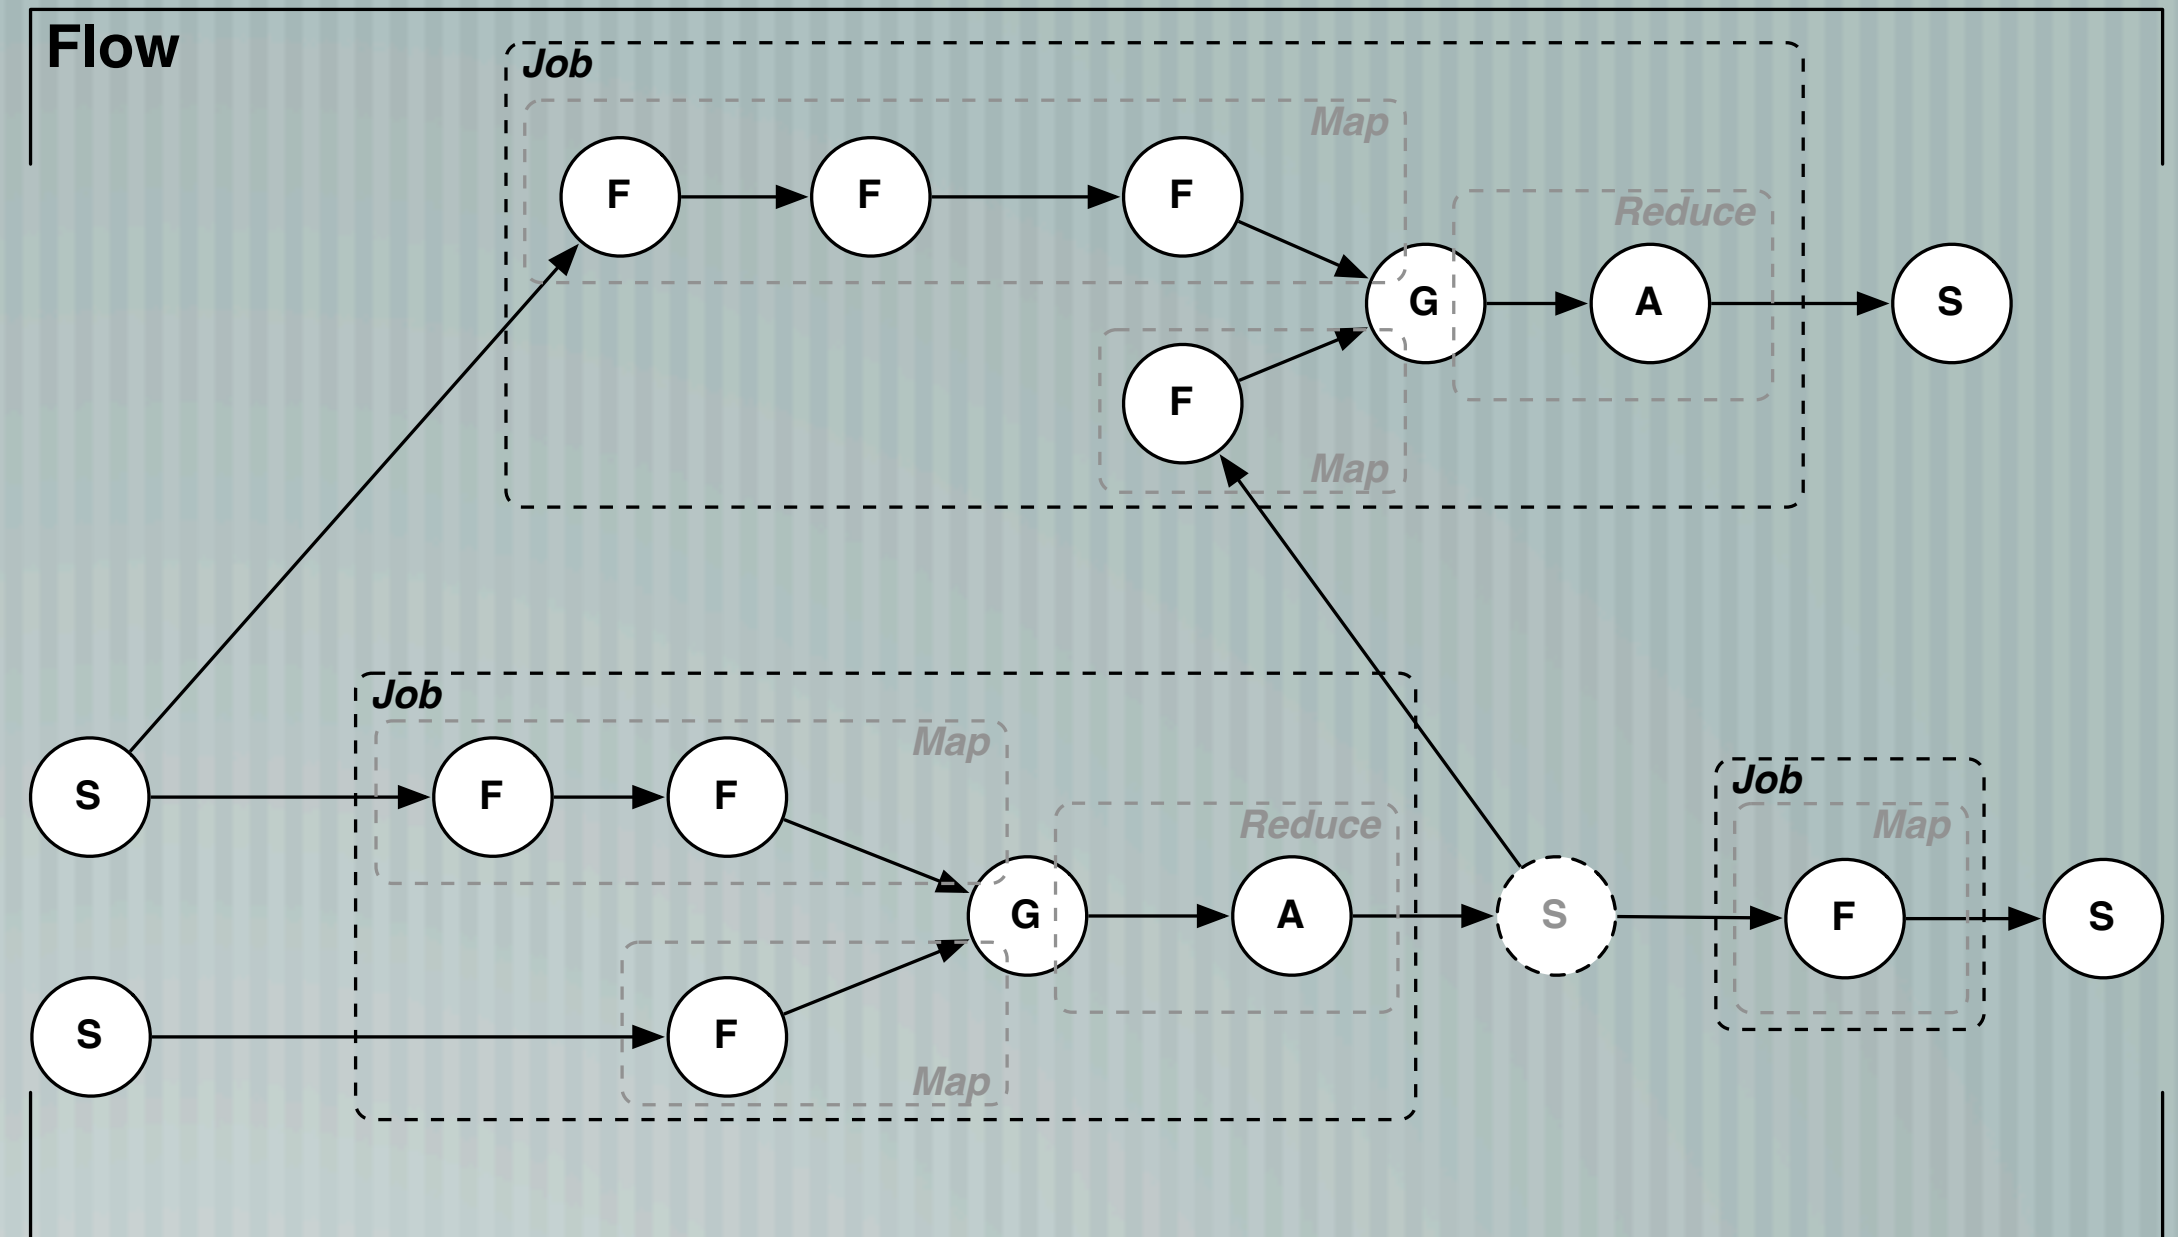 Flow
Job
Map
F F F
Reduce
G A S
F
Map
Job
Map
S F F
Reduce
G A S
Job
Map
F S
S F
Map